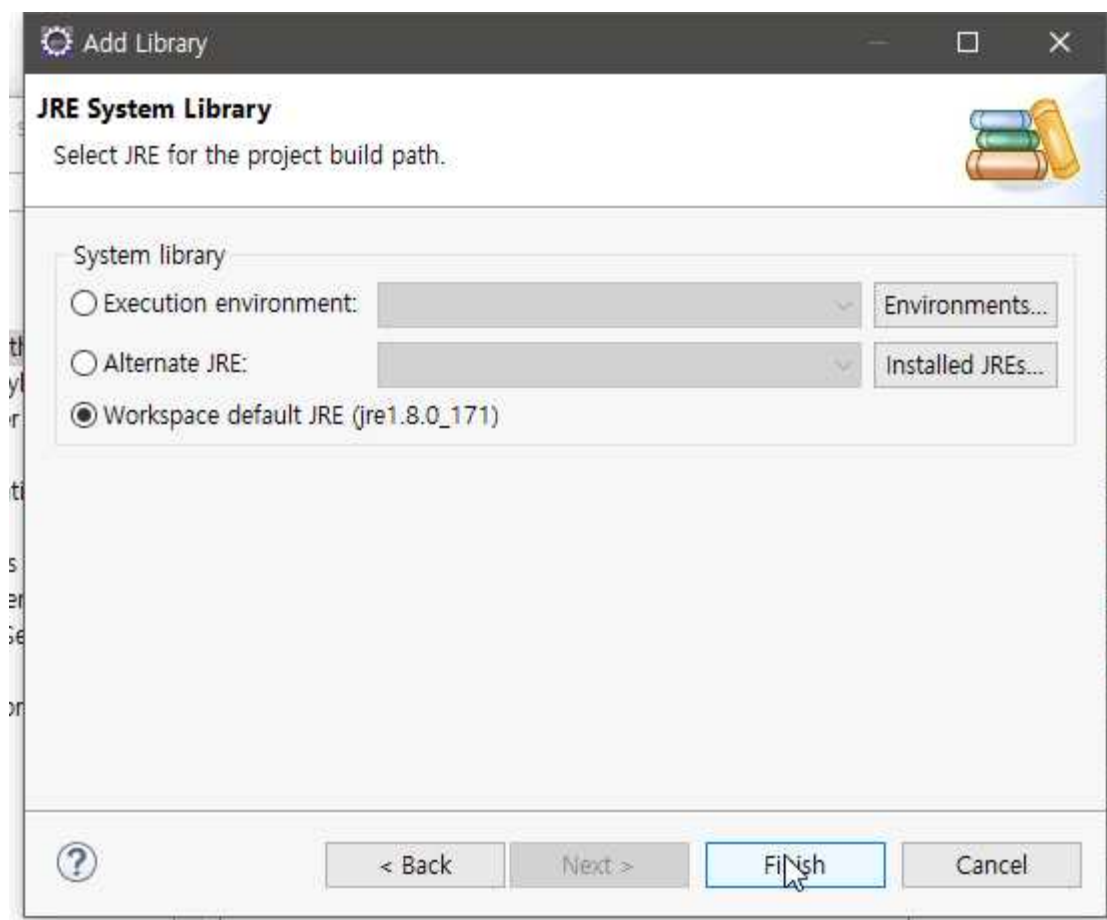 Add Library
JRE System Library
Select JRE for the project build path.
System library
Execution environment:
Environments...
Alternate JRE:
Installed JREs...
Workspace default JRE (jre1.8.0_171)
< Back
Next >
Finish
Cancel